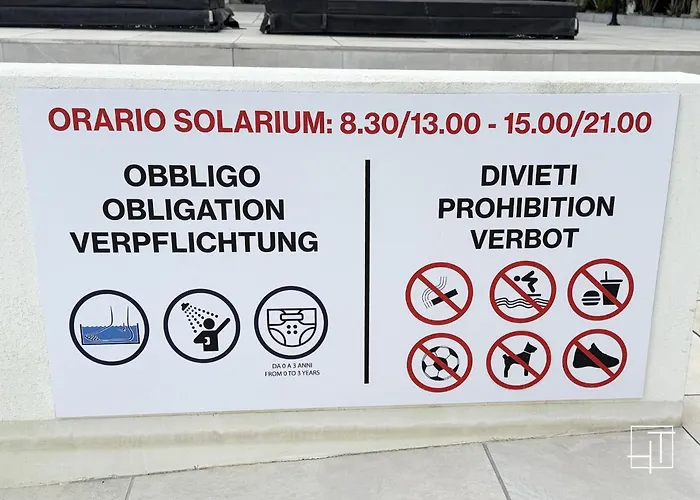 ORARIO SOLARIUM: 8.30/13.00 - 15.00/21.00
OBBLIGO
OBLIGATION
VERPFLICHTUNG
DA 0 A 3 ANNI
FROM 0 TO 3 YEARS
DIVIETI
PROHIBITION
VERBOT